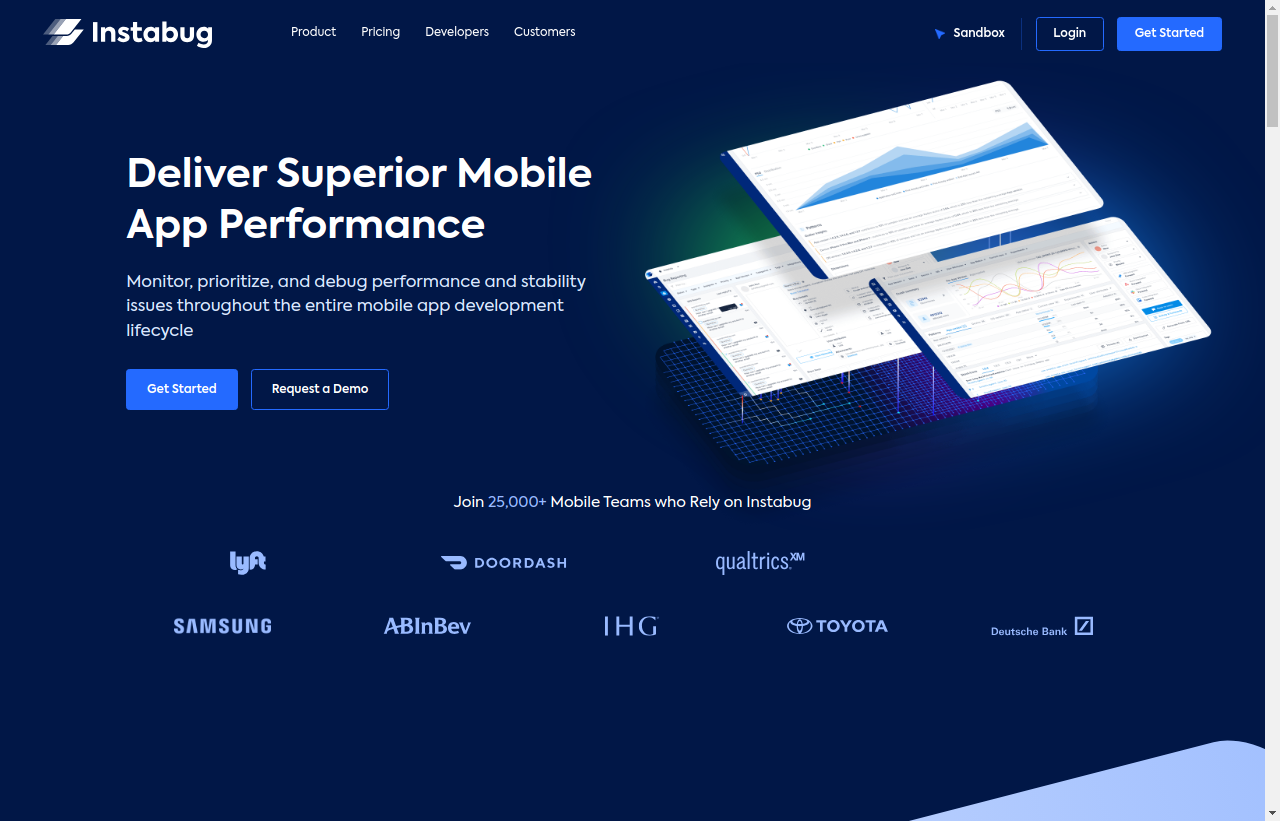 Instabug
Product Pricing Developers Customers
Sandbox
Login
Get Started
Deliver Superior Mobile
App Performance
Monitor, prioritize, and debug performance and stability
issues throughout the entire mobile app development
lifecycle
Get Started
Request a Demo
Join 25,000+ Mobile Teams who Rely on Instabug
lyft
DOORDASH
qualtrics.XM
SAMSUNG
ABInBev
IHG
TOYOTA
Deutsche Bank